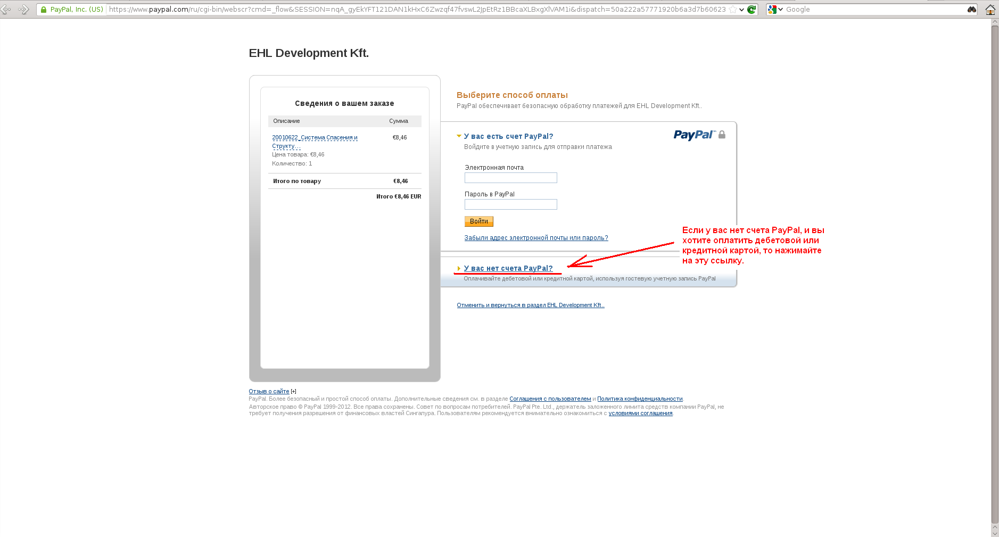 PayPal, Inc. (US)
https://www.paypal.com/ru/cgi-bin/webscr?cmd=_flow&SESSION=nqA_gyEkYFT121DAN1kHxC6Zwzqf47fvswL2JpEtRz1BBcaXLBxgXlVAM1i&dispatch=50a222a57771920b6a3d7b60623
Google
EHL Development Kft.
Сведения о вашем заказе
Описание Сумма
20010622_Система Спасения и €8,46
Структу...
Цена товара: €8,46
Количество: 1
Итого по товару €8,46
Итого €8,46 EUR
Выберите способ оплаты
PayPal обеспечивает безопасную обработку платежей для EHL Development Kft..
У вас есть счет PayPal?
PayPal
Войдите в учетную запись для отправки платежа
Электронная почта
Пароль в PayPal
Войти
Забыли адрес электронной почты или пароль?
Если у вас нет счета PayPal, и вы
хотите оплатить дебетовой или
кредитной картой, то нажимайте
на эту ссылку.
У вас нет счета PayPal?
Оплачивайте дебетовой или кредитной картой, используя гостевую учетную запись PayPal
Отменить и вернуться в раздел EHL Development Kft..
Отзыв о сайте [+]
PayPal. Более безопасный и простой способ оплаты. Дополнительные сведения см. в разделе Соглашения с пользователем и Политика конфиденциальности.
Авторское право © PayPal 1999-2012. Все права сохранены. Совет по вопросам потребителей. PayPal Pte. Ltd., держатель заложенного лимита средств компании PayPal, не
требует получения разрешения от финансовых властей Сингапура. Пользователям рекомендуется внимательно ознакомиться с условиями соглашения.